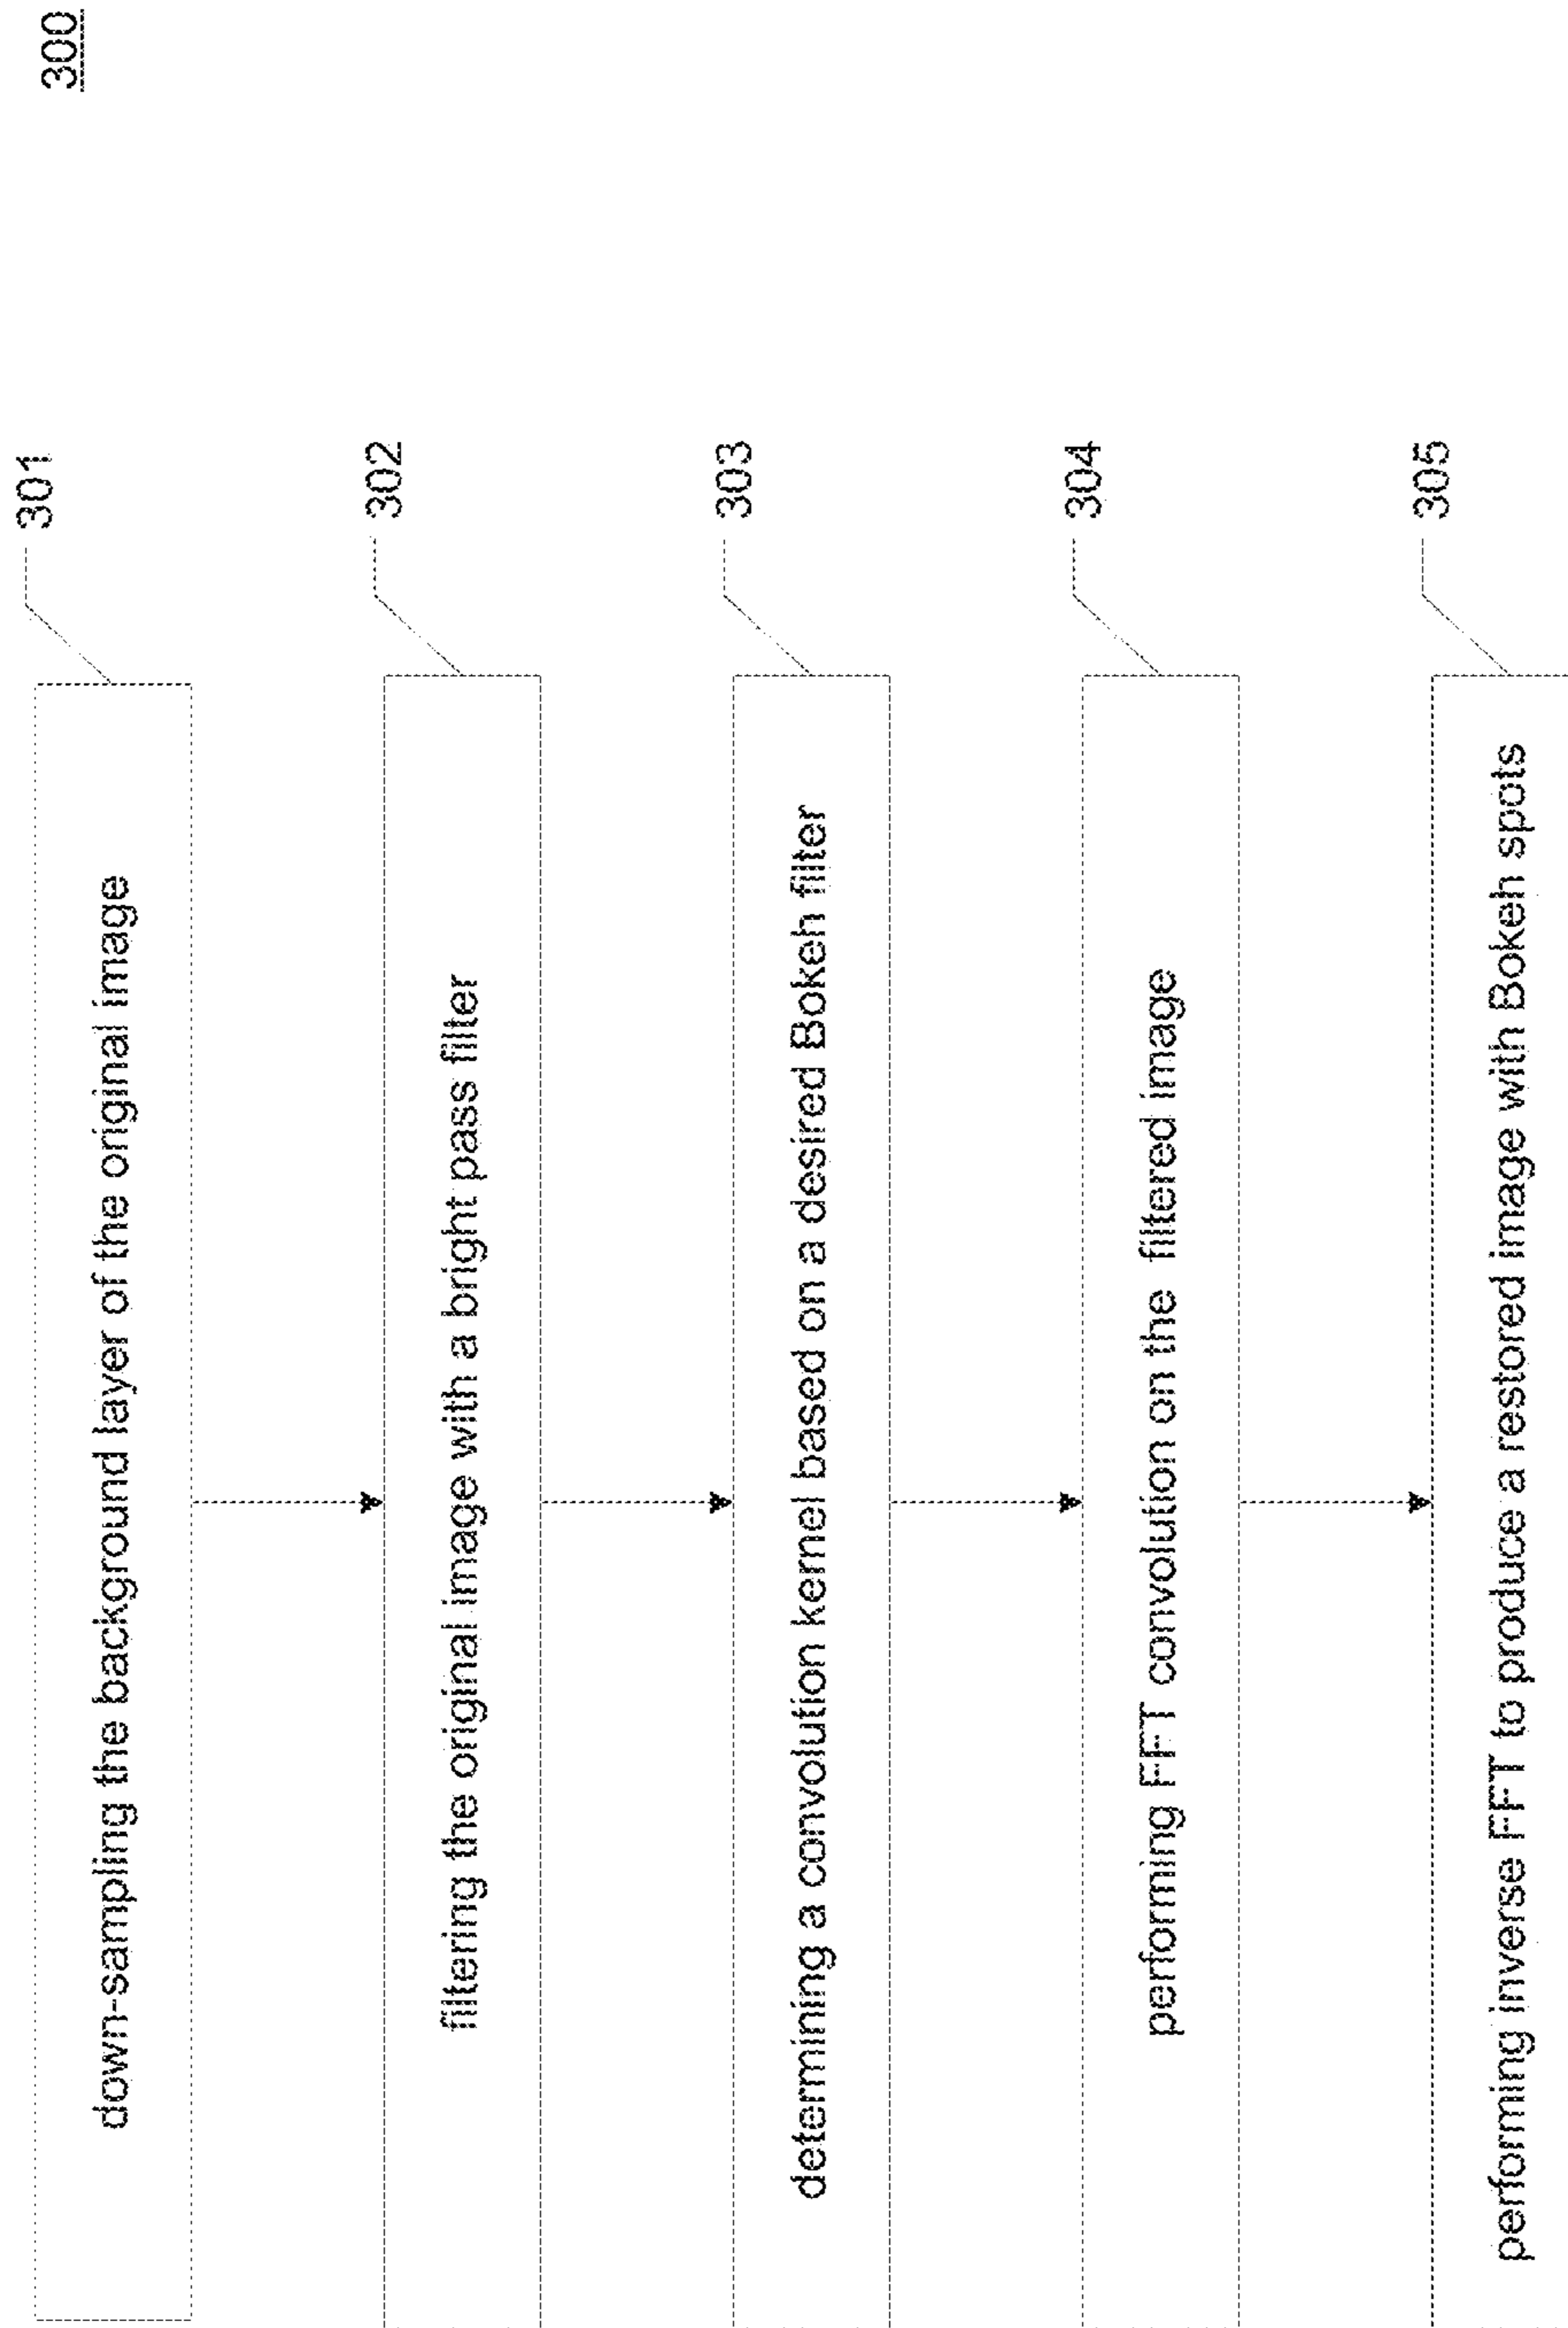 300
301
down-sampling the background layer of the original image
302
filtering the original image with a bright pass filter
303
determining a convolution kernel based on a desired Bokeh filter
304
performing FFT convolution on the filtered image
305
performing inverse FFT to produce a restored image with Bokeh spots